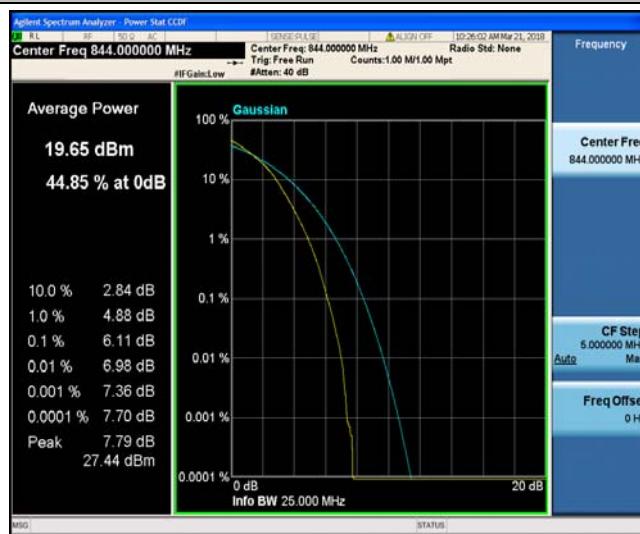 Agilent Spectrum Analyzer - Power Stat CCDF
RL RF 50 Ω AC SENSE:PULSE ALIGN OFF 10:26:02 AM Mar 21, 2018
Center Freq 844.000000 MHz
Center Freq: 844.000000 MHz Radio Std: None
Trig: Free Run Counts:1.00 M/1.00 Mpt
#IFGain:Low #Atten: 40 dB
Frequency
Average Power
19.65 dBm
44.85 % at 0dB
10.0 % 2.84 dB
1.0 % 4.88 dB
0.1 % 6.11 dB
0.01 % 6.98 dB
0.001 % 7.36 dB
0.0001 % 7.70 dB
Peak 7.79 dB
27.44 dBm
Gaussian
100 %
10 %
1 %
0.1 %
0.01 %
0.001 %
0.0001 %
0 dB 20 dB
Info BW 25.000 MHz
Center Fre
844.000000 MH
CF Ste
5.000000 MH
Auto Ma
Freq Offse
0 H
MSG STATUS